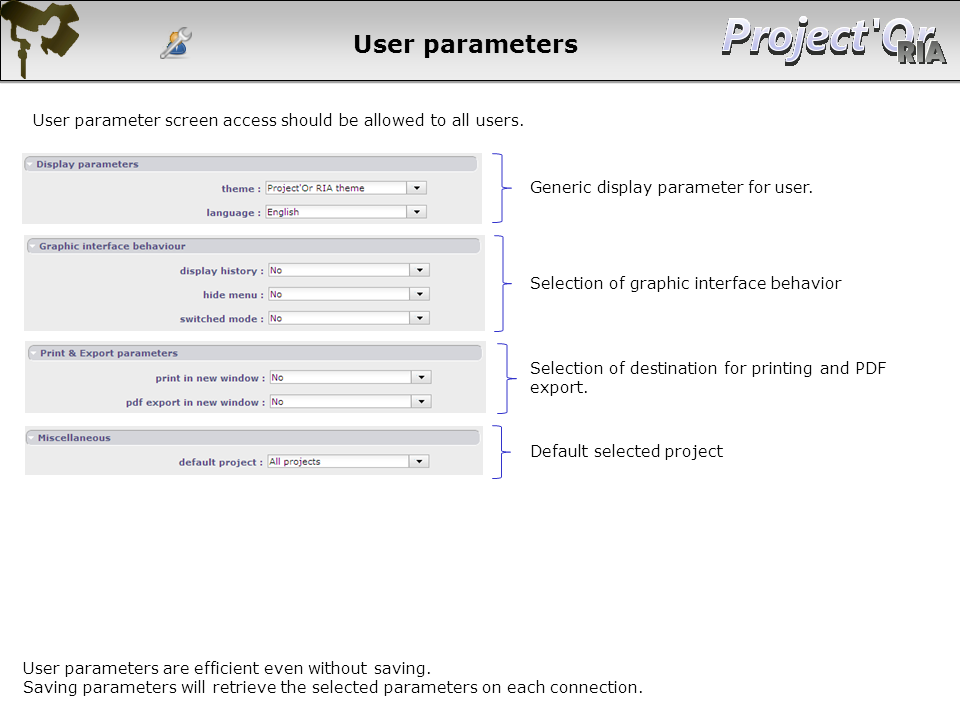 User parameters
Project'Or
RIA
User parameter screen access should be allowed to all users.
Display parameters
theme : Project'Or RIA theme
language : English
Generic display parameter for user.
Graphic interface behaviour
display history : No
hide menu : No
switched mode : No
Selection of graphic interface behavior
Print & Export parameters
print in new window : No
pdf export in new window : No
Selection of destination for printing and PDF
export.
Miscellaneous
default project : All projects
Default selected project
User parameters are efficient even without saving.
Saving parameters will retrieve the selected parameters on each connection.